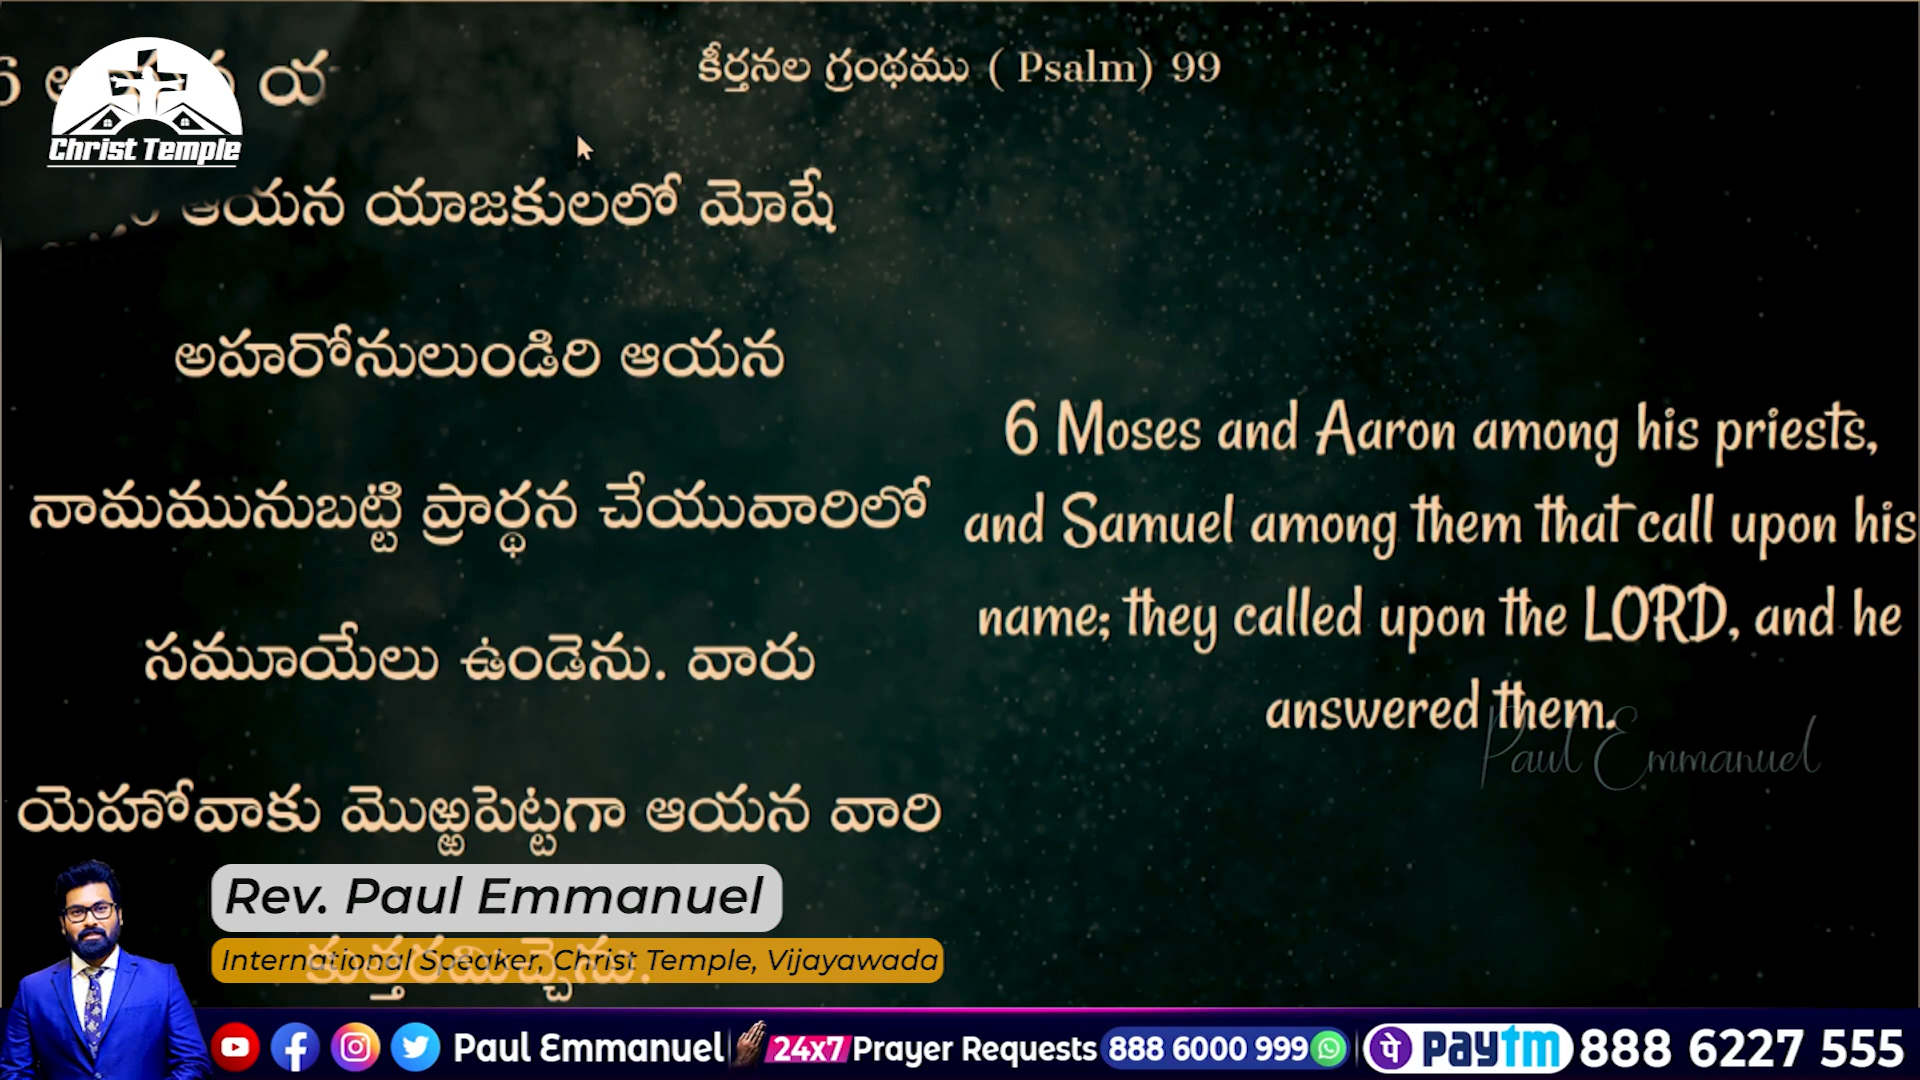 కీర్తనల గ్రంథము ( Psalm) 99
Christ Temple
ఆయన యాజకులలో మోషే
అహరోనులుండిరి ఆయన
నామమునుబట్టి ప్రార్థన చేయువారిలో
సమూయేలు ఉండెను. వారు
యెహోవాకు మొఱ్ఱపెట్టగా ఆయన వారి
కుత్తరమిచ్చెను.
6 Moses and Aaron among his priests,
and Samuel among them that call upon his
name; they called upon the LORD, and he
answered them.
Paul Emmanuel
Rev. Paul Emmanuel
International Speaker, Christ Temple, Vijayawada
Paul Emmanuel 24x7 Prayer Requests 888 6000 999 पे paytm 888 6227 555